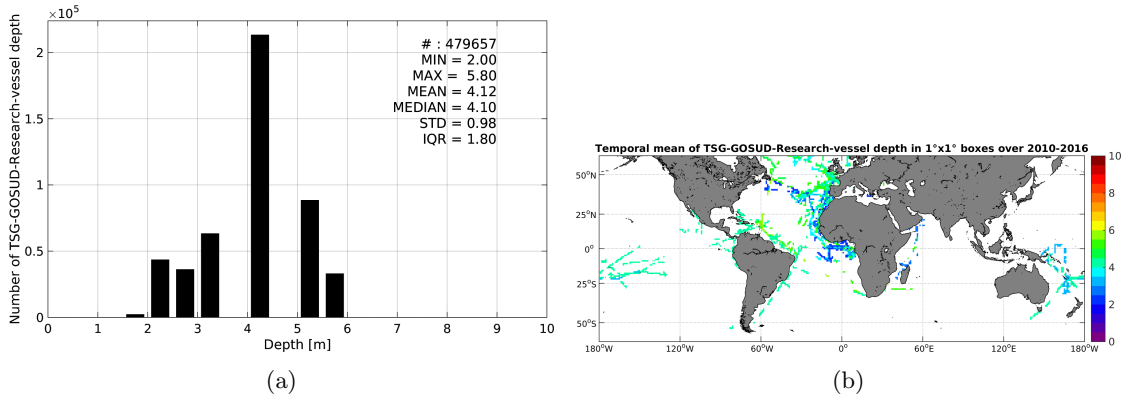 ×10⁵
2
1.5
1
0.5
0
Number of TSG-GOSUD-Research-vessel depth
# : 479657
MIN = 2.00
MAX = 5.80
MEAN = 4.12
MEDIAN = 4.10
STD = 0.98
IQR = 1.80
0 1 2 3 4 5 6 7 8 9 10
Depth [m]
(a)
Temporal mean of TSG-GOSUD-Research-vessel depth in 1°x1° boxes over 2010-2016
50°N
25°N
0°
25°S
50°S
180°W 120°W 60°W 0° 60°E 120°E 180°W
10
8
6
4
2
0
(b)